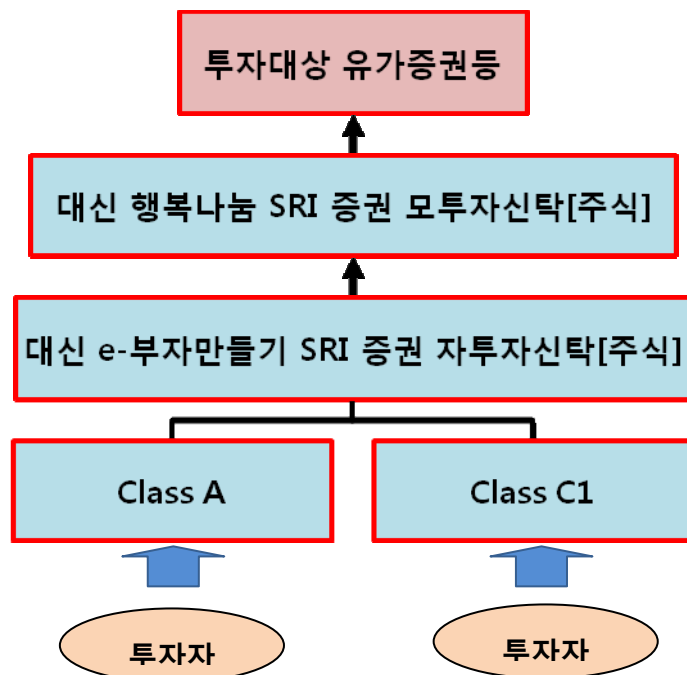 투자대상 유가증권등
대신 행복나눔 SRI 증권 모투자신탁[주식]
대신 e-부자만들기 SRI 증권 자투자신탁[주식]
Class A
Class C1
투자자
투자자